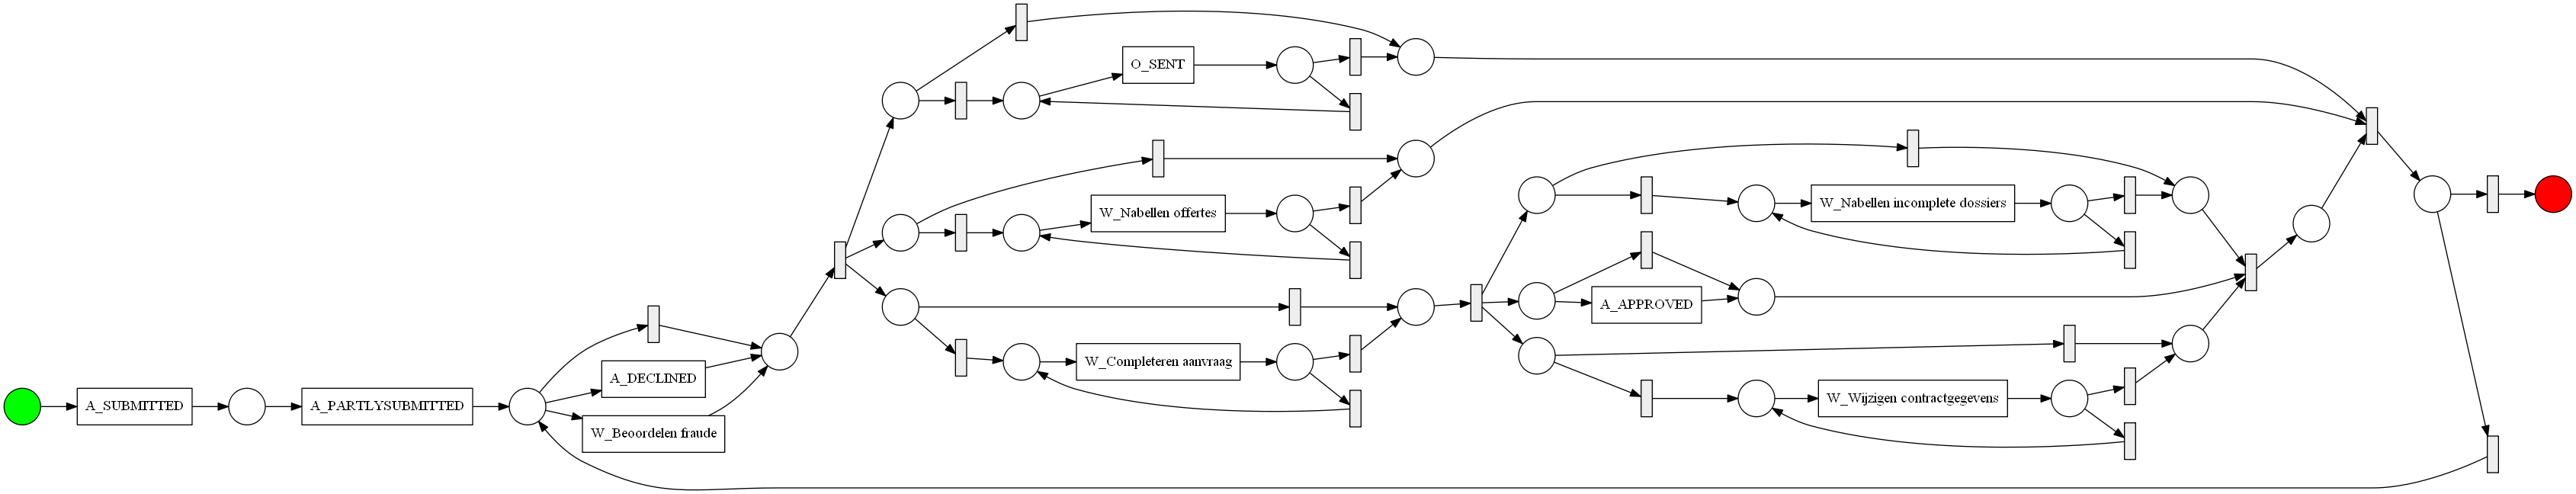 A_SUBMITTED
A_PARTLYSUBMITTED
A_DECLINED
W_Beoordelen fraude
O_SENT
W_Nabellen offertes
W_Completeren aanvraag
W_Nabellen incomplete dossiers
A_APPROVED
W_Wijzigen contractgegevens